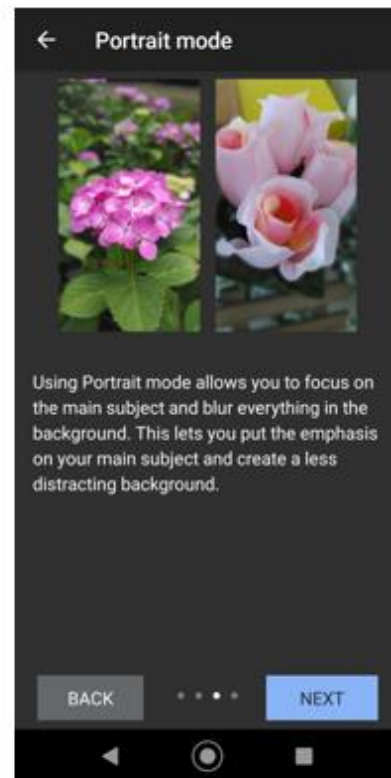 Portrait mode
Using Portrait mode allows you to focus on
the main subject and blur everything in the
background. This lets you put the emphasis
on your main subject and create a less
distracting background.
BACK
NEXT